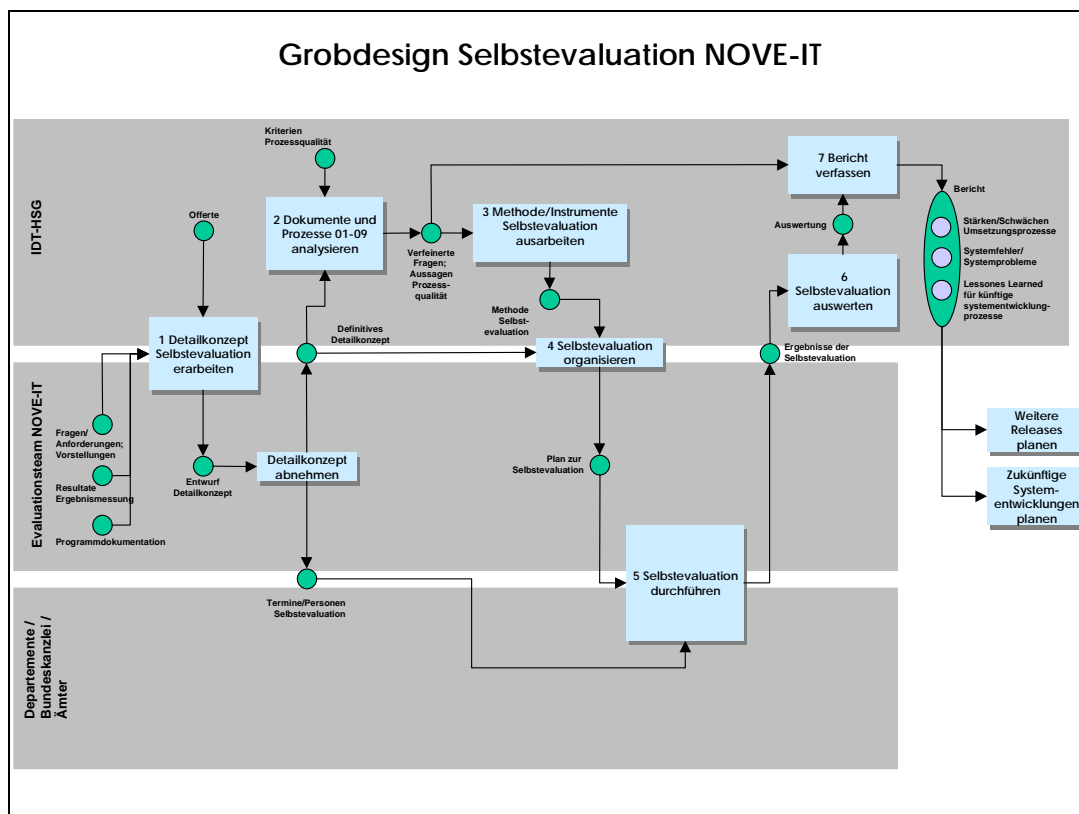 Grobdesign Selbstevaluation NOVE-IT
IDT-HSG
Kriterien
Prozessqualität
Offerte
2 Dokumente und
Prozesse 01-09
analysieren
Verfeinerte
Fragen;
Aussagen
Prozess-
qualität
3 Methode/Instrumente
Selbstevaluation
ausarbeiten
Methode
Selbst-
evaluation
7 Bericht
verfassen
Auswertung
6
Selbstevaluation
auswerten
Bericht
Stärken/Schwächen
Umsetzungsprozesse
Systemfehler/
Systemprobleme
Lessones Learned
für künftige
systementwicklung-
prozesse
1 Detailkonzept
Selbstevaluation
erarbeiten
Definitives
Detailkonzept
4 Selbstevaluation
organisieren
Ergebnisse der
Selbstevaluation
Evaluationsteam NOVE-IT
Fragen/
Anforderungen;
Vorstellungen
Resultate
Ergebnismessung
Programmdokumentation
Entwurf
Detailkonzept
Detailkonzept
abnehmen
Plan zur
Selbstevaluation
Weitere
Releases
planen
Zukünftige
System-
entwicklungen
planen
5 Selbstevaluation
durchführen
Termine/Personen
Selbstevaluation
Departemente /
Bundeskanzlei /
Ämter